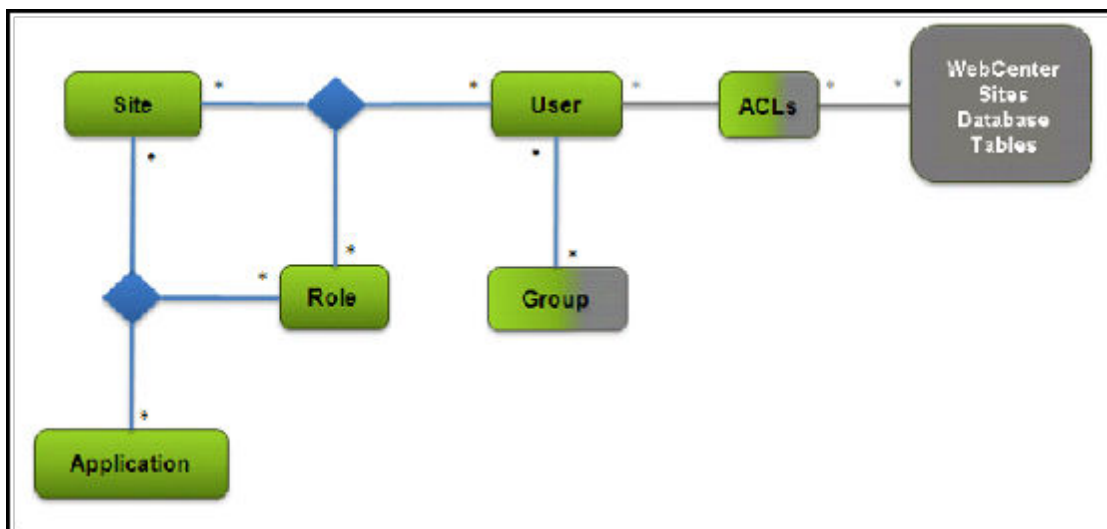 Site
User
ACLs
WebCenter
Sites
Database
Tables
* * * * *
* *
* * *
Role
Group
*
Application